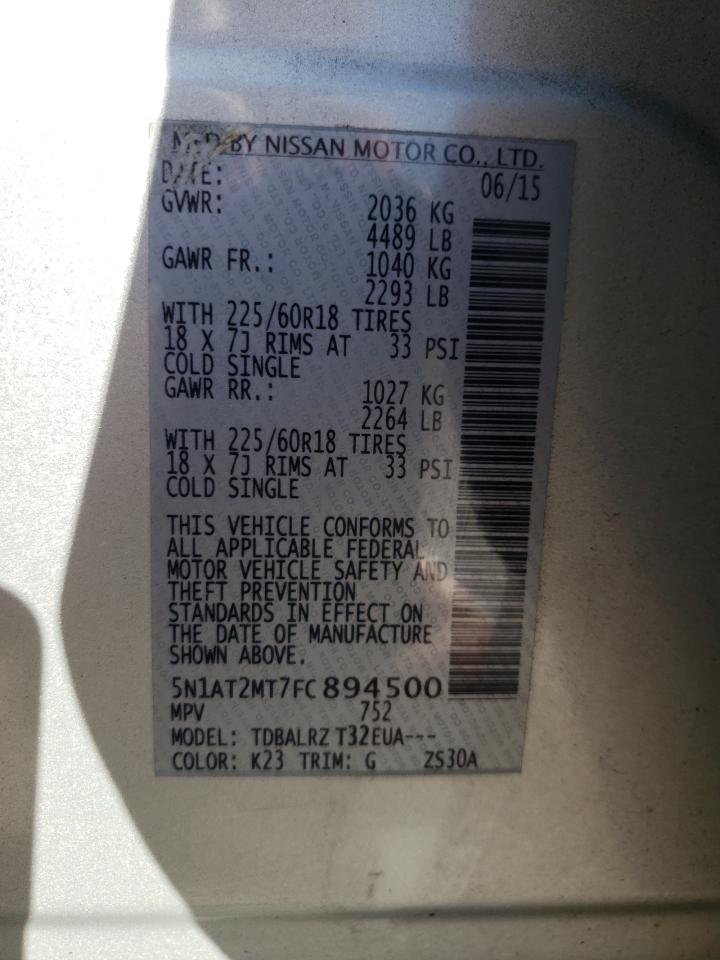 MFD BY NISSAN MOTOR CO., LTD.
DATE: 06/15
GVWR: 2036 KG
4489 LB
GAWR FR.: 1040 KG
2293 LB
WITH 225/60R18 TIRES
18 X 7J RIMS AT 33 PSI
COLD SINGLE
GAWR RR.: 1027 KG
2264 LB
WITH 225/60R18 TIRES
18 X 7J RIMS AT 33 PSI
COLD SINGLE
THIS VEHICLE CONFORMS TO
ALL APPLICABLE FEDERAL
MOTOR VEHICLE SAFETY AND
THEFT PREVENTION
STANDARDS IN EFFECT ON
THE DATE OF MANUFACTURE
SHOWN ABOVE.
5N1AT2MT7FC894500
MPV 752
MODEL: TDBALRZ T32EUA---
COLOR: K23 TRIM: G ZS30A